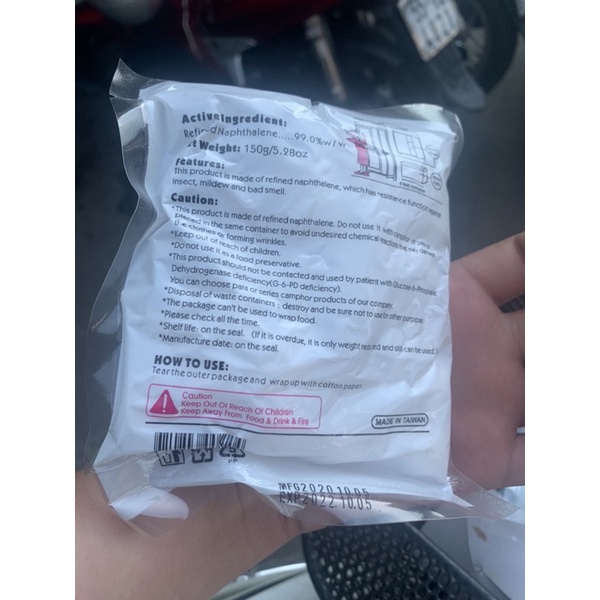 Active Ingredient:
Refined Naphthalene.....99.0%w/w
Weight: 150g/5.28oz
Features:
This product is made of refined naphthalene, which has resistance function against
insect, mildew and bad smell.
Caution:
*This product is made of refined naphthalene. Do not use it with camphor or
placed in the same container to avoid undesired chemical reactions that may
the clothes or forming wrinkles.
*Keep out of reach of children.
*Do not use it as a food preservative.
*This product should not be contacted and used by patient with Glucose-6-Phosphate
Dehydrogenase deficiency(G-6-PD deficiency).
You can choose para or series camphor products of our company.
*Disposal of waste containers : destroy and be sure not to use for other purpose.
*The package can't be used to wrap food.
*Please check all the time.
*Shelf life: on the seal. (If it is overdue, it is only weight reduced and still can be used.)
*Manufacture date: on the seal.
HOW TO USE:
Tear the outer package and wrap up with cotton paper.
Caution
Keep Out Of Reach Of Children
Keep Away From Food & Drink & Fire
MADE IN TAIWAN
MFG2020.10.05
EXP2022.10.05